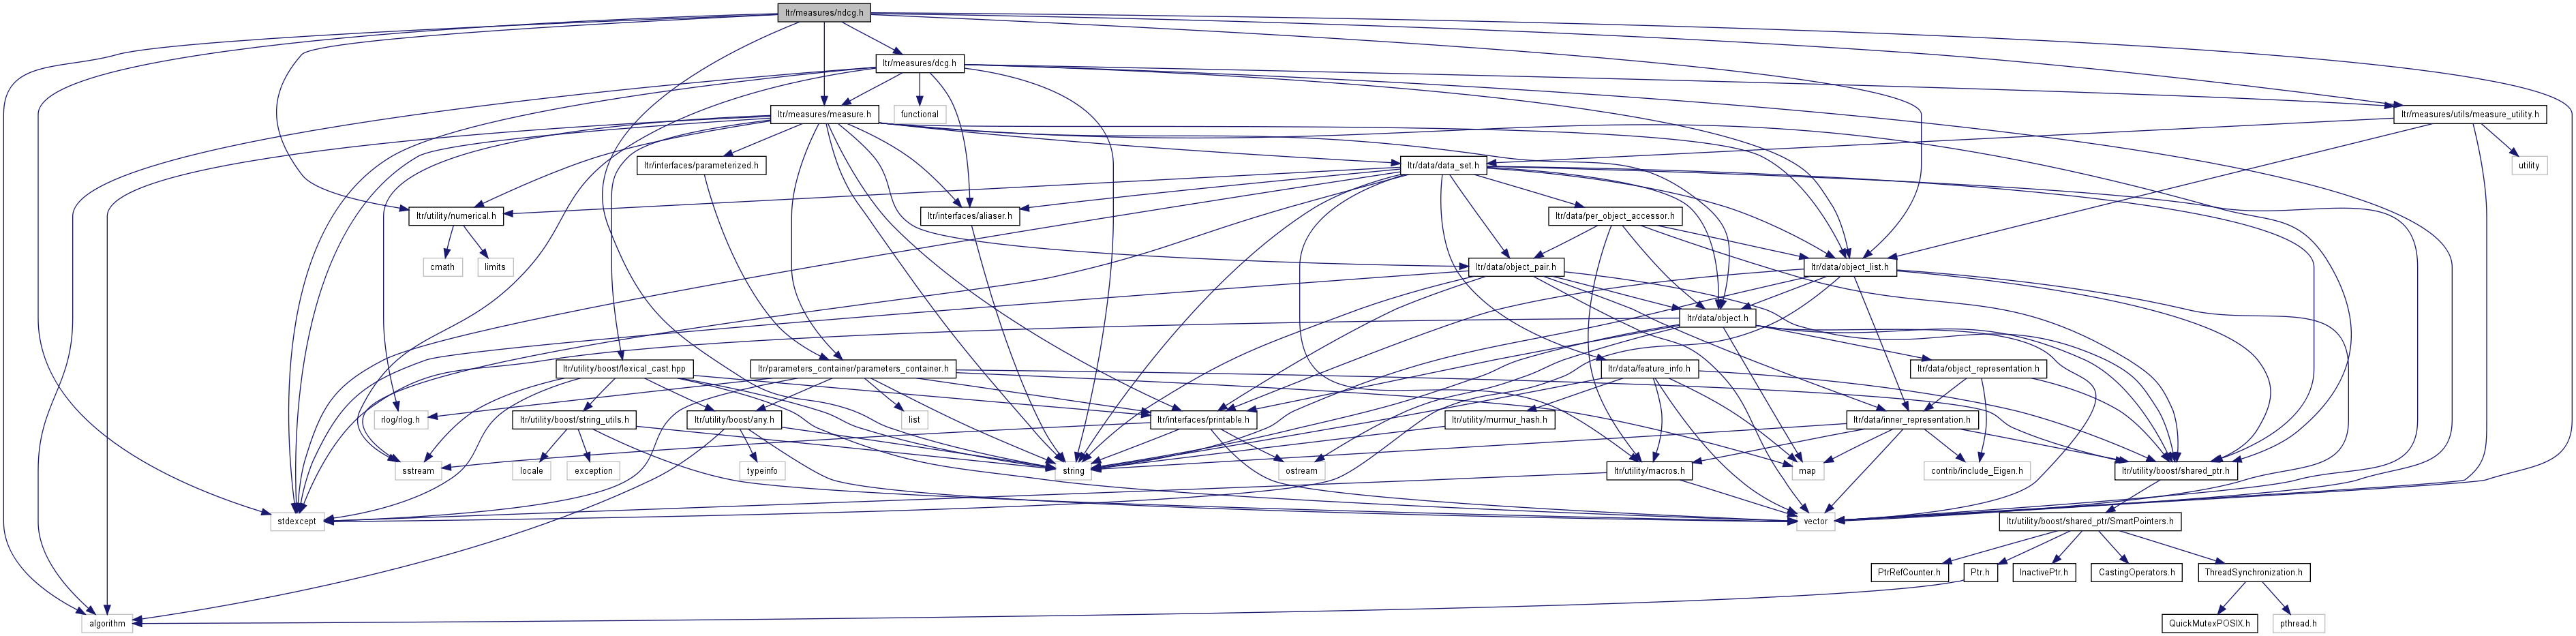 ltr/measures/ndcg.h
ltr/measures/dcg.h
ltr/measures/measure.h
functional
ltr/measures/utils/measure_utility.h
ltr/interfaces/parameterized.h
ltr/data/data_set.h
utility
ltr/utility/numerical.h
ltr/interfaces/aliaser.h
ltr/data/per_object_accessor.h
cmath
limits
ltr/data/object_pair.h
ltr/data/object_list.h
ltr/data/object.h
ltr/utility/boost/lexical_cast.hpp
ltr/parameters_container/parameters_container.h
ltr/data/feature_info.h
ltr/data/object_representation.h
rlog/rlog.h
ltr/utility/boost/string_utils.h
ltr/utility/boost/any.h
list
ltr/interfaces/printable.h
ltr/utility/murmur_hash.h
ltr/data/inner_representation.h
sstream
locale
exception
typeinfo
string
ostream
ltr/utility/macros.h
map
contrib/include_Eigen.h
ltr/utility/boost/shared_ptr.h
stdexcept
vector
ltr/utility/boost/shared_ptr/SmartPointers.h
PtrRefCounter.h
Ptr.h
InactivePtr.h
CastingOperators.h
ThreadSynchronization.h
algorithm
QuickMutexPOSIX.h
pthread.h